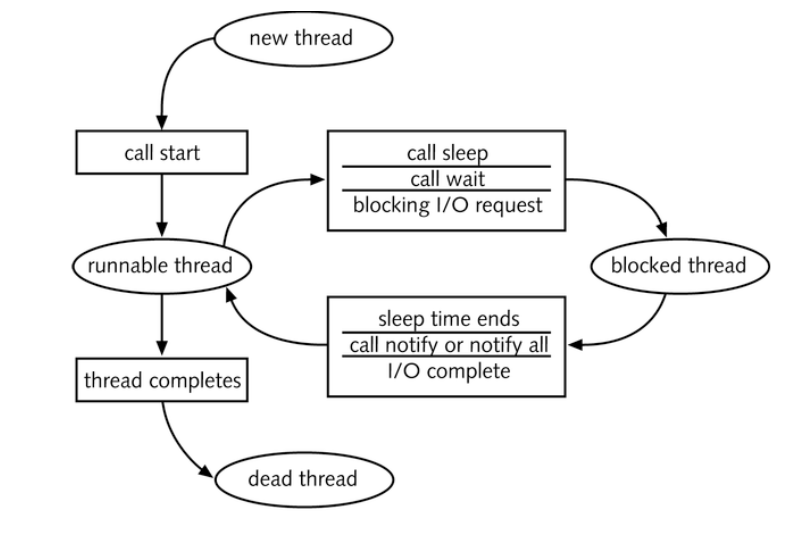 new thread
call start
call sleep
call wait
blocking I/O request
runnable thread
blocked thread
sleep time ends
call notify or notify all
I/O complete
thread completes
dead thread